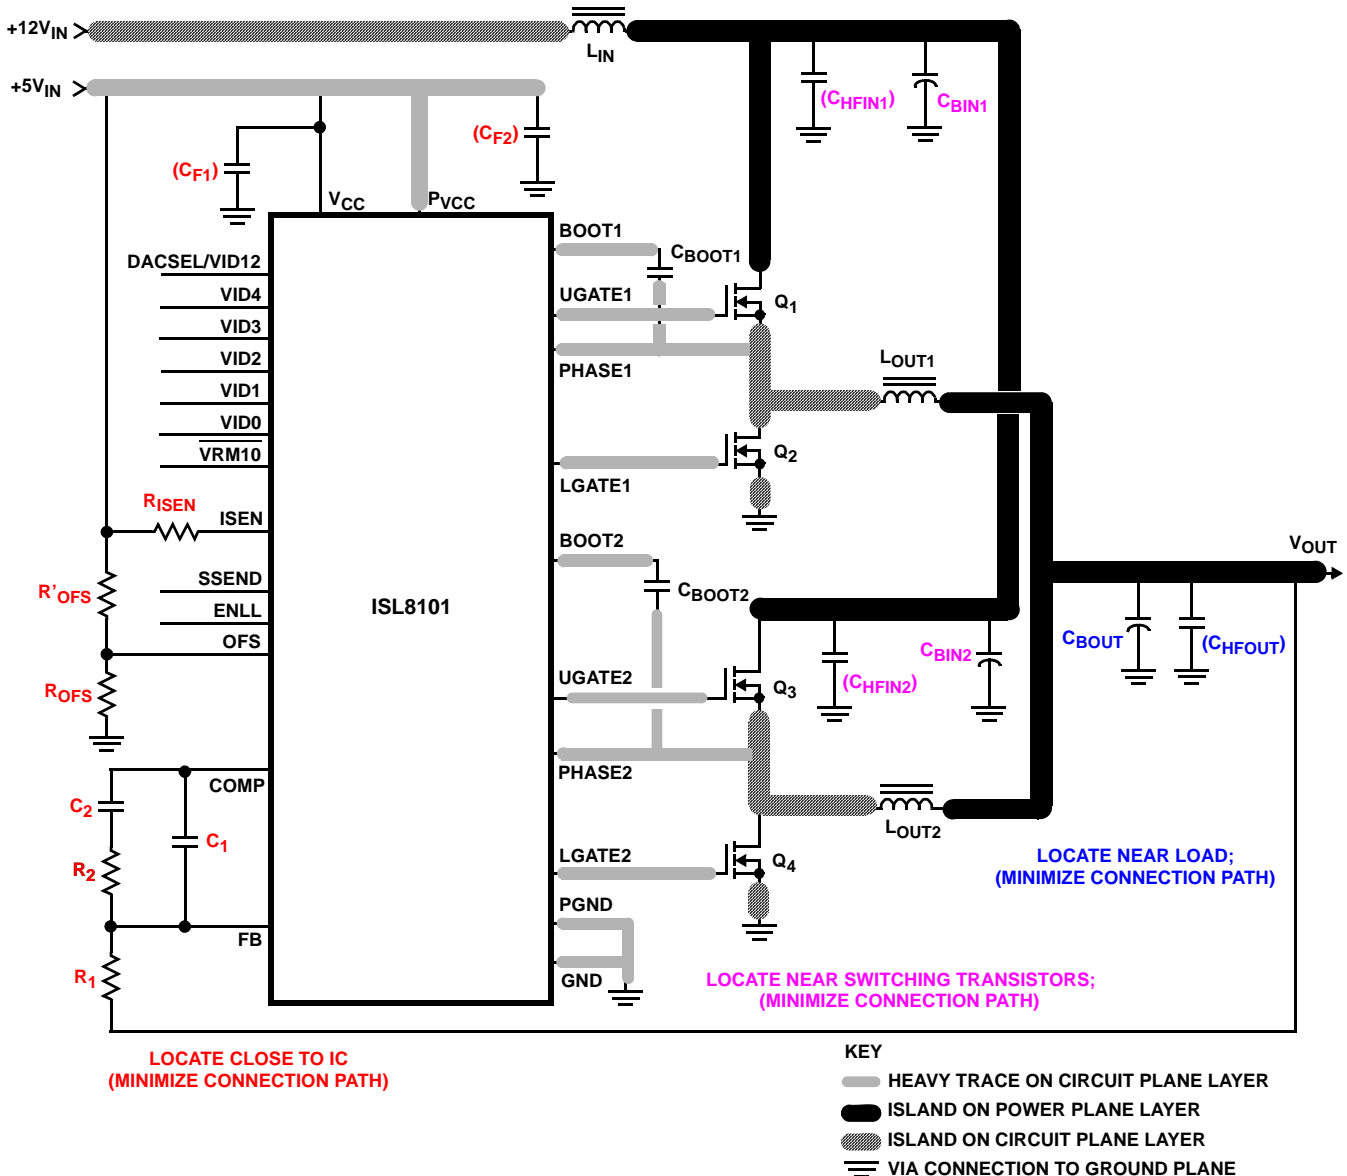 +12VIN
LIN
+5VIN
(CHFIN1)
CBIN1
(CF1)
(CF2)
VCC
PVCC
BOOT1
CBOOT1
DACSEL/VID12
VID4
UGATE1
Q1
VID3
VID2
PHASE1
LOUT1
VID1
VID0
VRM10
Q2
LGATE1
RISEN
ISEN
BOOT2
VOUT
R'OFS
SSEND
CBOOT2
ENLL
ISL8101
OFS
CBOUT
(CHFOUT)
CBIN2
ROFS
UGATE2
Q3
(CHFIN2)
COMP
PHASE2
C2
C1
LOUT2
R2
LGATE2
Q4
LOCATE NEAR LOAD;
(MINIMIZE CONNECTION PATH)
PGND
FB
R1
GND
LOCATE NEAR SWITCHING TRANSISTORS;
(MINIMIZE CONNECTION PATH)
LOCATE CLOSE TO IC
(MINIMIZE CONNECTION PATH)
KEY
HEAVY TRACE ON CIRCUIT PLANE LAYER
ISLAND ON POWER PLANE LAYER
ISLAND ON CIRCUIT PLANE LAYER
VIA CONNECTION TO GROUND PLANE